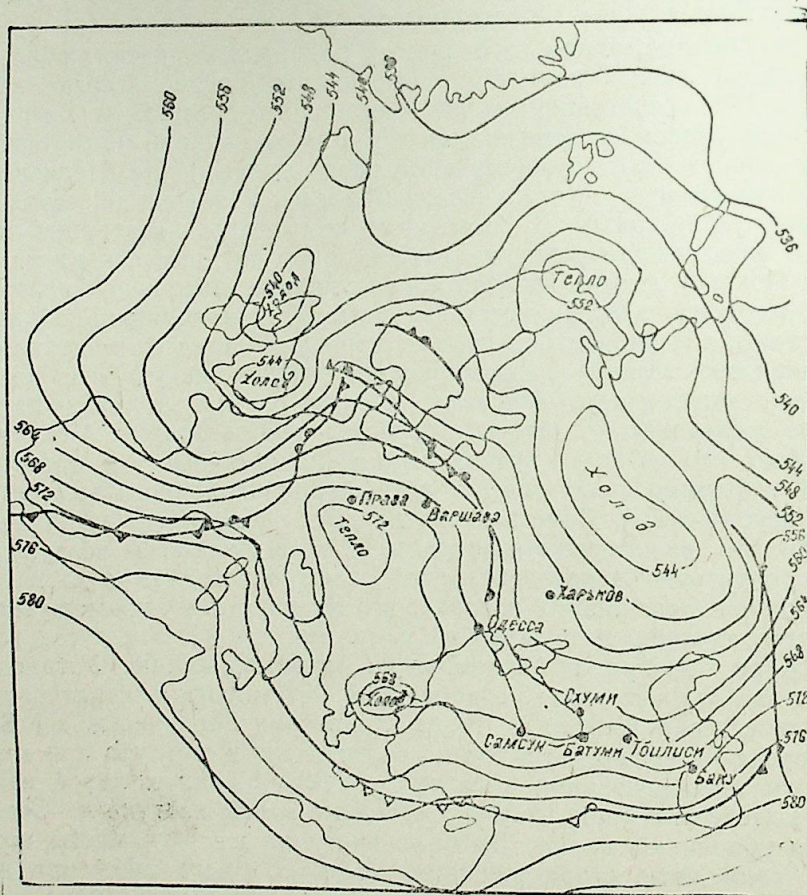 560
556
552
548
544
540
536
536
Тепло
552
540
Холод
544
Холод
540
564
544
568
548
572
Прага
552
572
Варшава
Холод
Тепло
556
576
560
544
580
Харьков
564
Одесса
568
568
Холод
Сухуми
572
Самсун
Батуми
Тбилиси
576
Баку
580